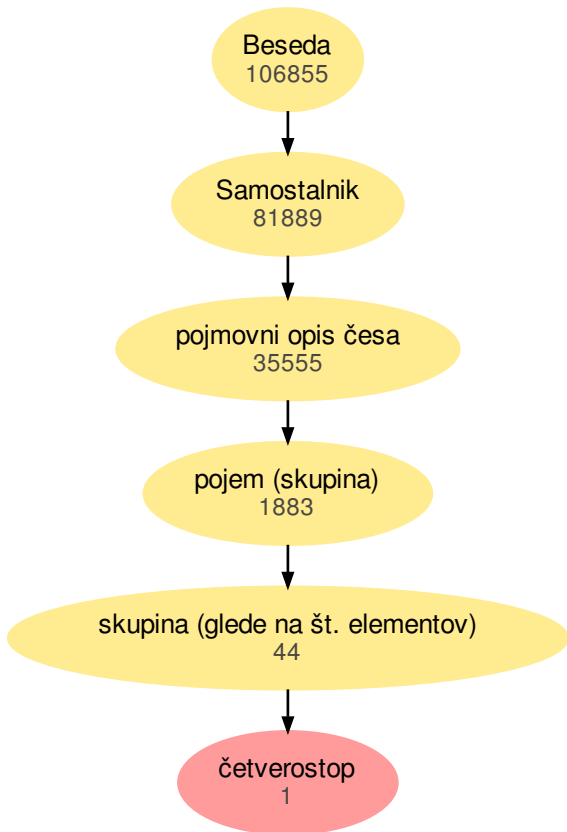 Beseda
106855
Samostalnik
81889
pojmovni opis česa
35555
pojem (skupina)
1883
skupina (glede na št. elementov)
44
četverostop
1